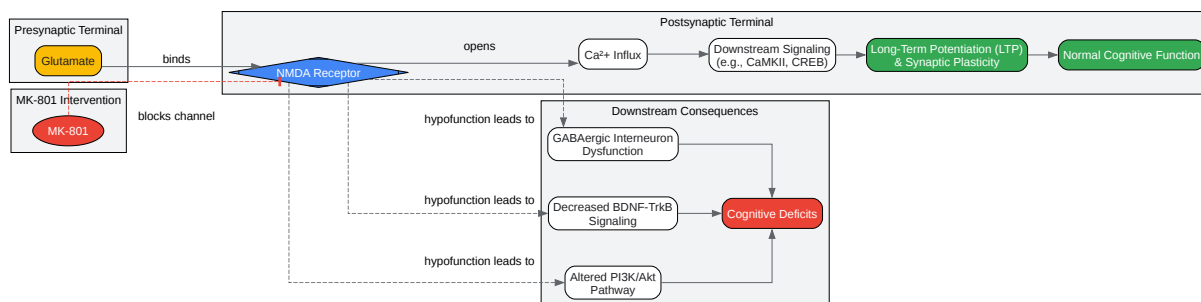 Postsynaptic Terminal
Presynaptic Terminal
Glutamate
binds
NMDA Receptor
opens
Ca²+ Influx
Downstream Signaling
(e.g., CaMKII, CREB)
Long-Term Potentiation (LTP)
& Synaptic Plasticity
Normal Cognitive Function
MK-801 Intervention
MK-801
blocks channel
Downstream Consequences
hypofunction leads to
GABAergic Interneuron
Dysfunction
hypofunction leads to
Decreased BDNF-TrkB
Signaling
Cognitive Deficits
hypofunction leads to
Altered PI3K/Akt
Pathway